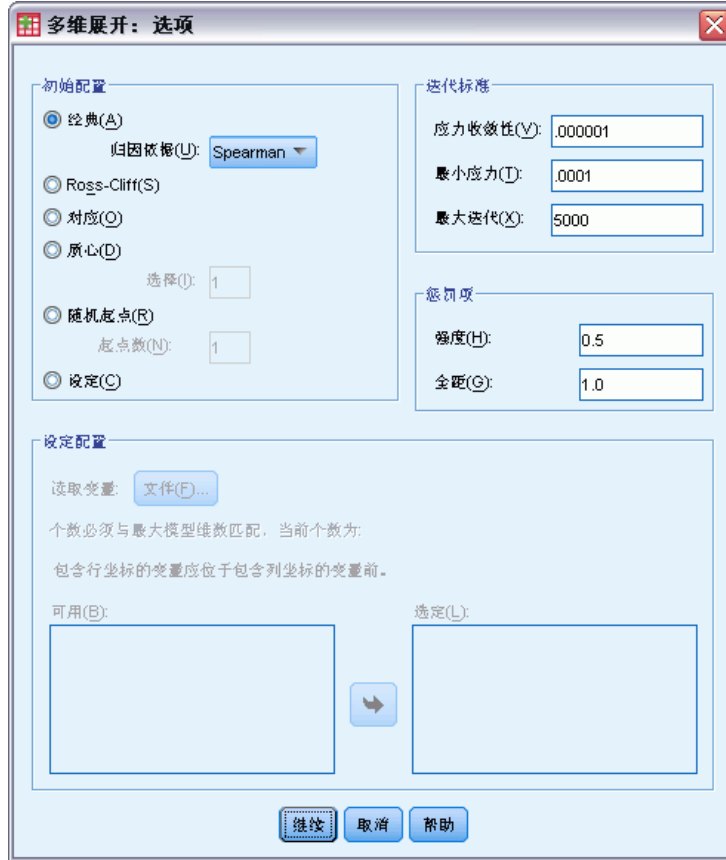 多维展开：选项
初始配置
经典(A)
归因依据(U): Spearman
Ross-Cliff(S)
对应(O)
质心(D)
选择(I): 1
随机起点(R)
起点数(N): 1
设定(C)
迭代标准
应力收敛性(V): .000001
最小应力(T): .0001
最大迭代(X): 5000
惩罚项
强度(H): 0.5
全距(G): 1.0
设定配置
读取变量: 文件(F)...
个数必须与最大模型维数匹配，当前个数为:
包含行坐标的变量应位于包含列坐标的变量前。
可用(B):
选定(L):
继续 取消 帮助